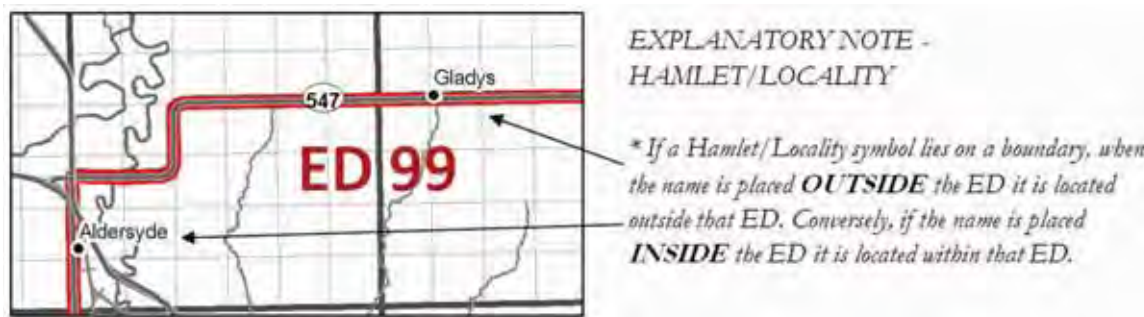 Gladys
547
ED 99
Aldersyde
EXPLANATORY NOTE -
HAMLET/LOCALITY
* If a Hamlet/Locality symbol lies on a boundary, when
the name is placed OUTSIDE the ED it is located
outside that ED. Conversely, if the name is placed
INSIDE the ED it is located within that ED.